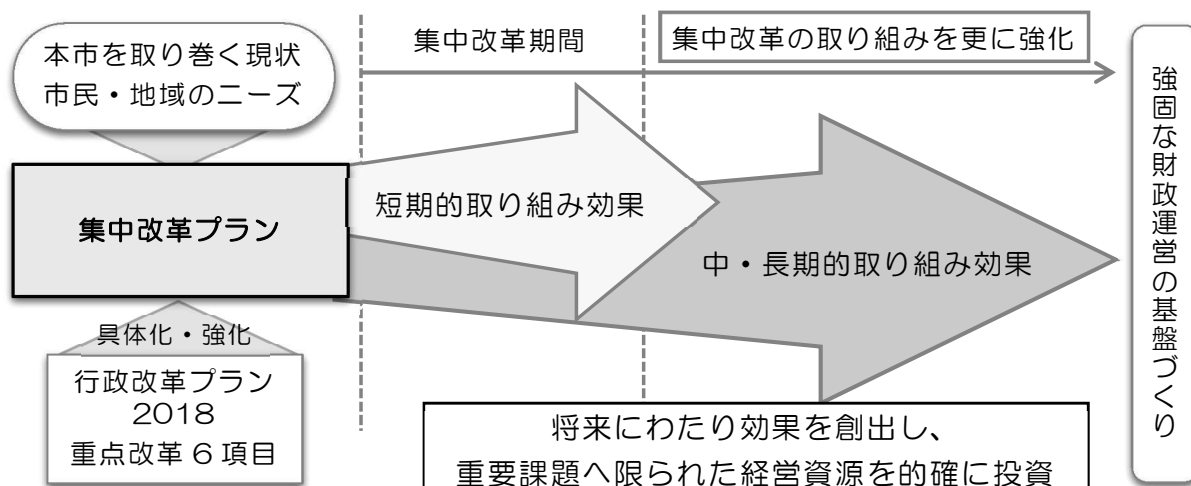 本市を取り巻く現状
市民・地域のニーズ
集中改革期間
集中改革の取り組みを更に強化
集中改革プラン
短期的取り組み効果
中・長期的取り組み効果
強固な財政運営の基盤づくり
具体化・強化
行政改革プラン
2018
重点改革6項目
将来にわたり効果を創出し、
重要課題へ限られた経営資源を的確に投資